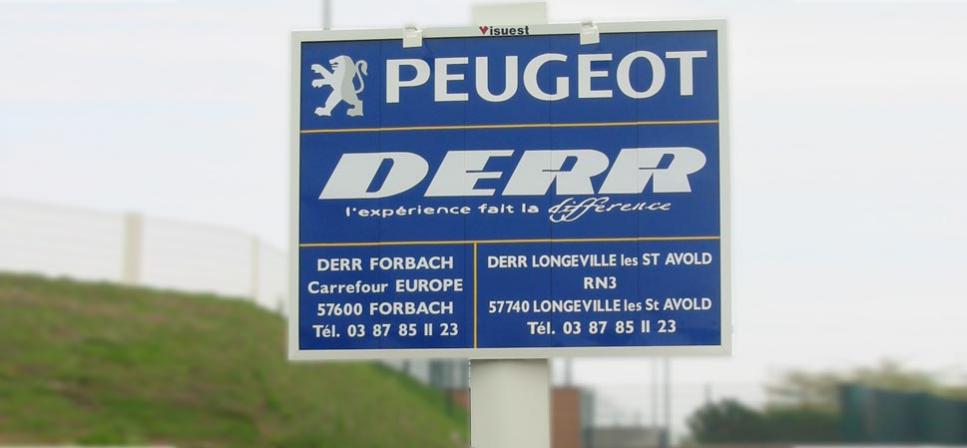 Visuest
PEUGEOT
DERR
l'expérience fait la différence
DERR FORBACH
Carrefour EUROPE
57600 FORBACH
Tél. 03 87 85 11 23
DERR LONGEVILLE les ST AVOLD
RN3
57740 LONGEVILLE les St AVOLD
Tél. 03 87 85 11 23